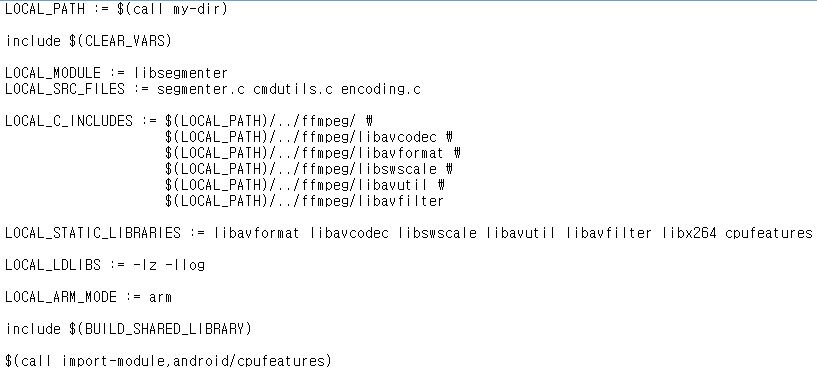 LOCAL_PATH := $(call my-dir)
include $(CLEAR_VARS)
LOCAL_MODULE := libsegmenter
LOCAL_SRC_FILES := segmenter.c cmdutils.c encoding.c
LOCAL_C_INCLUDES := $(LOCAL_PATH)/../ffmpeg/ ₩
$(LOCAL_PATH)/../ffmpeg/libavcodec ₩
$(LOCAL_PATH)/../ffmpeg/libavformat ₩
$(LOCAL_PATH)/../ffmpeg/libswscale ₩
$(LOCAL_PATH)/../ffmpeg/libavutil ₩
$(LOCAL_PATH)/../ffmpeg/libavfilter
LOCAL_STATIC_LIBRARIES := libavformat libavcodec libswscale libavutil libavfilter libx264 cpufeatures
LOCAL_LDLIBS := -lz -llog
LOCAL_ARM_MODE := arm
include $(BUILD_SHARED_LIBRARY)
$(call import-module,android/cpufeatures)